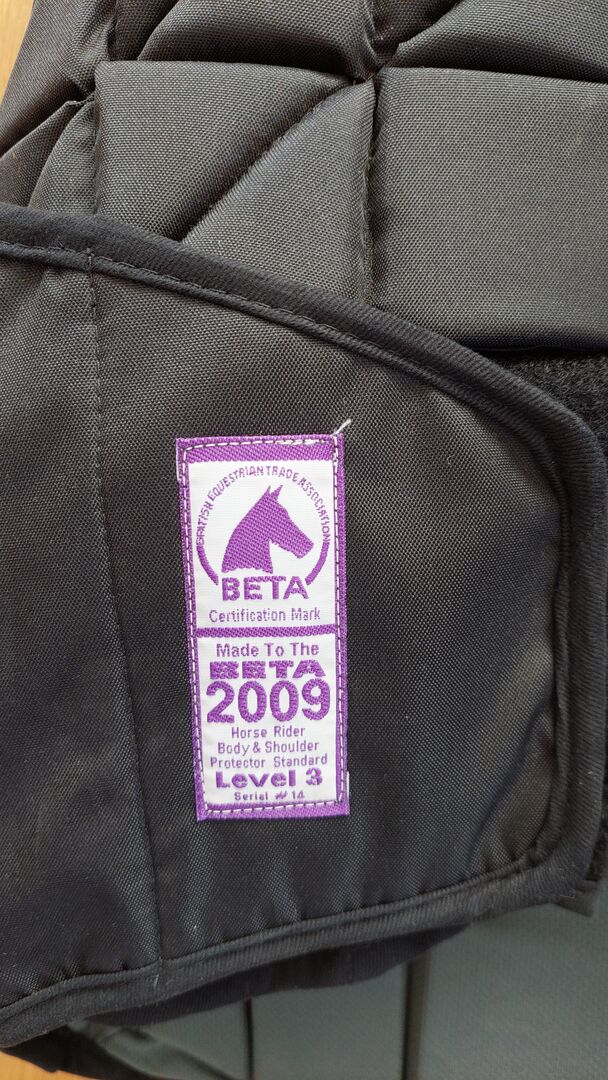 BRITISH EQUESTRIAN TRADE ASSOCIATION
BETA
Certification Mark
Made To The
BETA
2009
Horse Rider
Body & Shoulder
Protector Standard
Level 3
Serial # 14